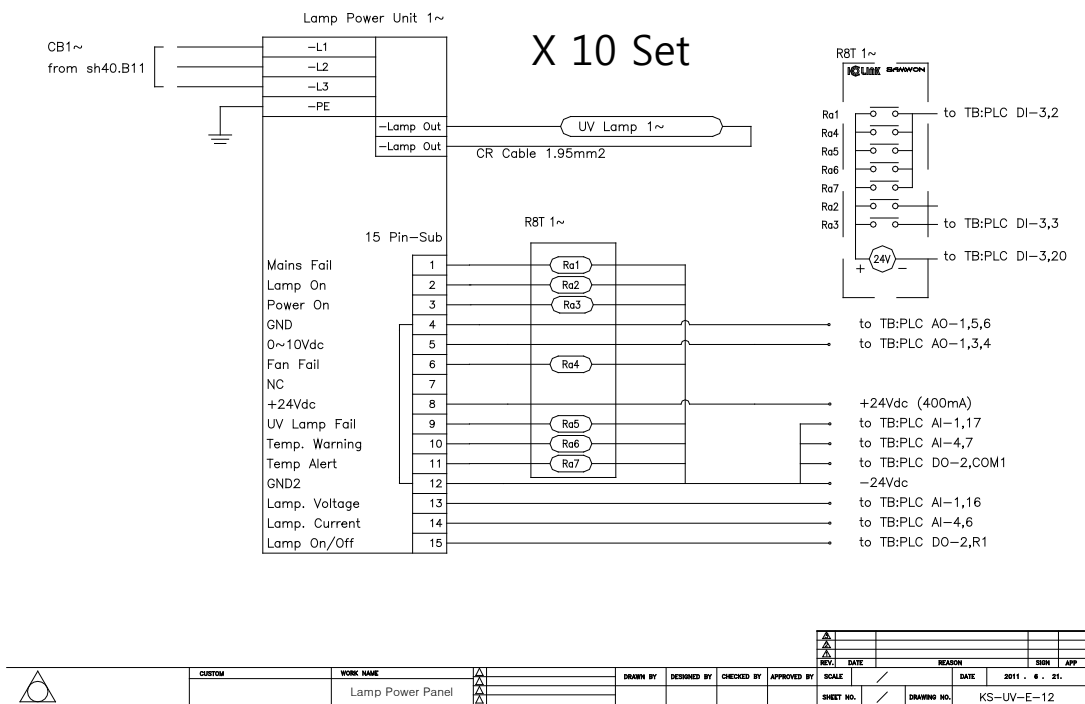 Lamp Power Unit 1~
X 10 Set
CB1~
from sh40.B11
-L1
-L2
-L3
-PE
-Lamp Out
-Lamp Out
UV Lamp 1~
CR Cable 1.95mm2
R8T 1~
SAMWON
Ra1
Ra4
Ra5
Ra6
Ra7
Ra2
Ra3
24V
+
-
to TB:PLC DI-3,2
to TB:PLC DI-3,3
to TB:PLC DI-3,20
15 Pin-Sub
R8T 1~
Mains Fail 1 Ra1
Lamp On 2 Ra2
Power On 3 Ra3
GND 4 to TB:PLC AO-1,5,6
0~10Vdc 5 to TB:PLC AO-1,3,4
Fan Fail 6 Ra4
NC 7
+24Vdc 8 +24Vdc (400mA)
UV Lamp Fail 9 Ra5 to TB:PLC AI-1,17
Temp. Warning 10 Ra6 to TB:PLC AI-4,7
Temp Alert 11 Ra7 to TB:PLC DO-2,COM1
GND2 12 -24Vdc
Lamp. Voltage 13 to TB:PLC AI-1,16
Lamp. Current 14 to TB:PLC AI-4,6
Lamp On/Off 15 to TB:PLC DO-2,R1
REV. DATE REASON SIGN APP
CUSTOM
WORK NAME
Lamp Power Panel
DRAWN BY DESIGNED BY CHECKED BY APPROVED BY
SCALE / DATE 2011 . 6 . 21.
SHEET NO. / DRAWING NO. KS-UV-E-12